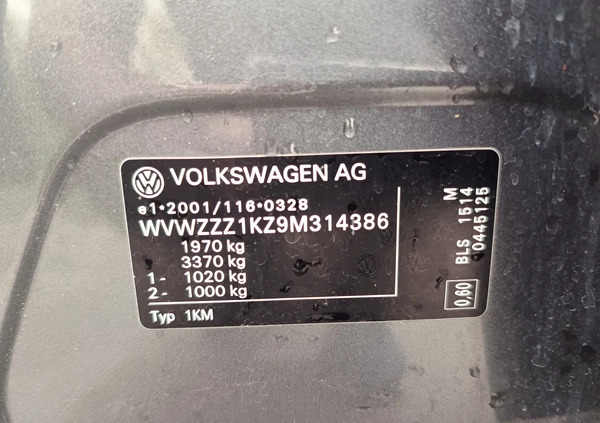 VOLKSWAGEN AG
e1*2001/116*0328
WVWZZZ1KZ9M314386
1970 kg
3370 kg
1- 1020 kg
2- 1000 kg
Typ 1KM
M
BLS 1514
0445125
0,60